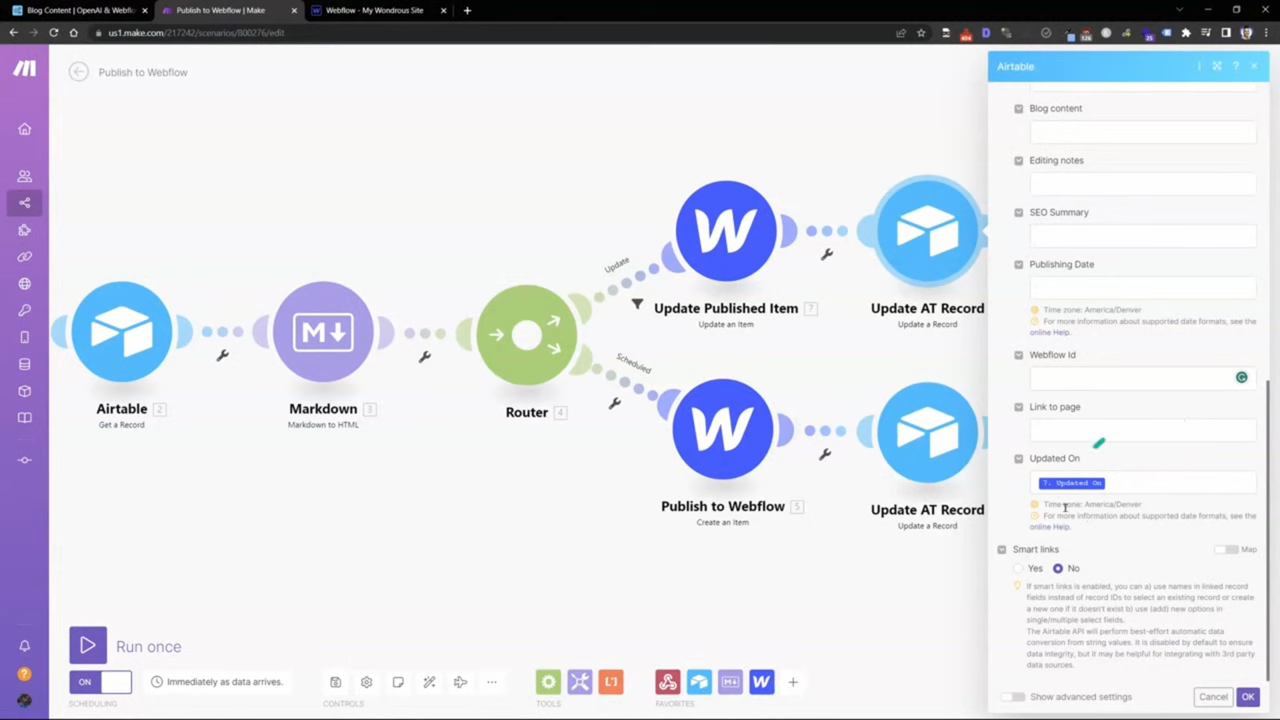 Blog Content | OpenAI & Webflo
Publish to Webflow | Make
Webflow - My Wondrous Site
us1.make.com/217242/scenarios/800276/edit
Publish to Webflow
Airtable
Blog content
Editing notes
SEO Summary
Publishing Date
Time zone: America/Denver
For more information about supported date formats, see the
online Help.
Webflow Id
Link to page
Updated On
7. Updated On
Time zone: America/Denver
For more information about supported date formats, see the
online Help.
Smart links
Map
Yes
No
If smart links is enabled, you can a) use names in linked record
fields instead of record IDs to select an existing record or create
a new one if it doesn't exist b) use (add) new options in
single/multiple select fields.
The Airtable API will perform best-effort automatic data
conversion from string values. It is disabled by default to ensure
data integrity, but it may be helpful for integrating with 3rd party
data sources.
Show advanced settings
Cancel
OK
Update
Update Published Item 7
Update an Item
Update AT Record
Update a Record
Scheduled
Airtable 2
Get a Record
Markdown 3
Markdown to HTML
Router 4
Publish to Webflow 5
Create an Item
Update AT Record
Update a Record
Run once
ON
Immediately as data arrives.
SCHEDULING
CONTROLS
TOOLS
FAVORITES